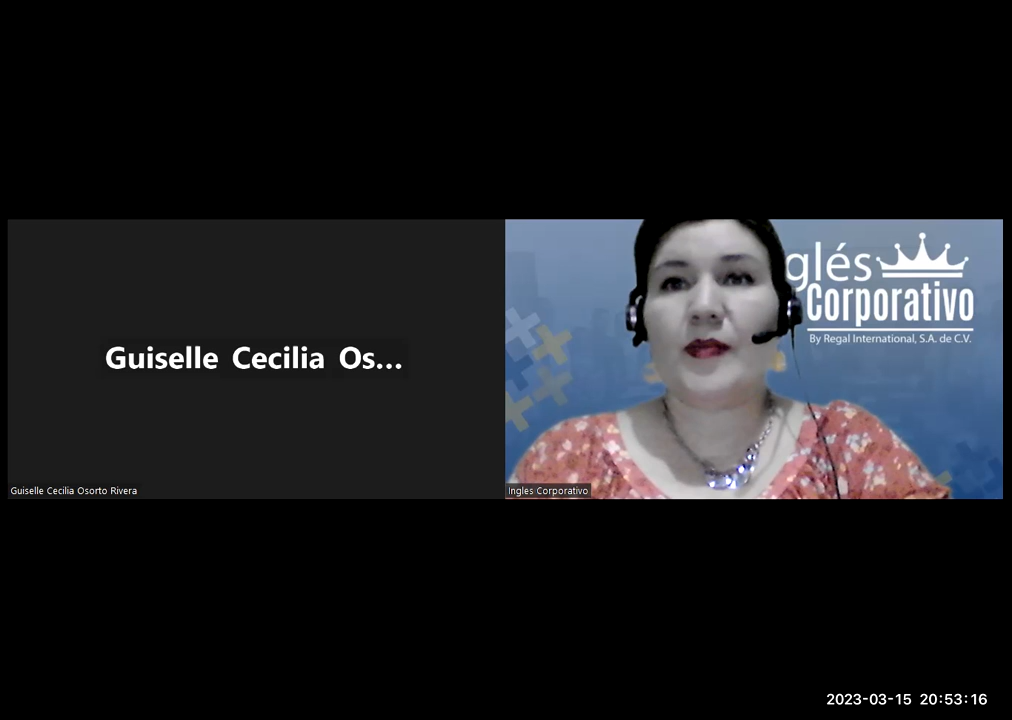 Guiselle Cecilia Os...
Guiselle Cecilia Osorto Rivera
glés
Corporativo
By Regal International, S.A. de C.V.
Ingles Corporativo
2023-03-15 20:53:16